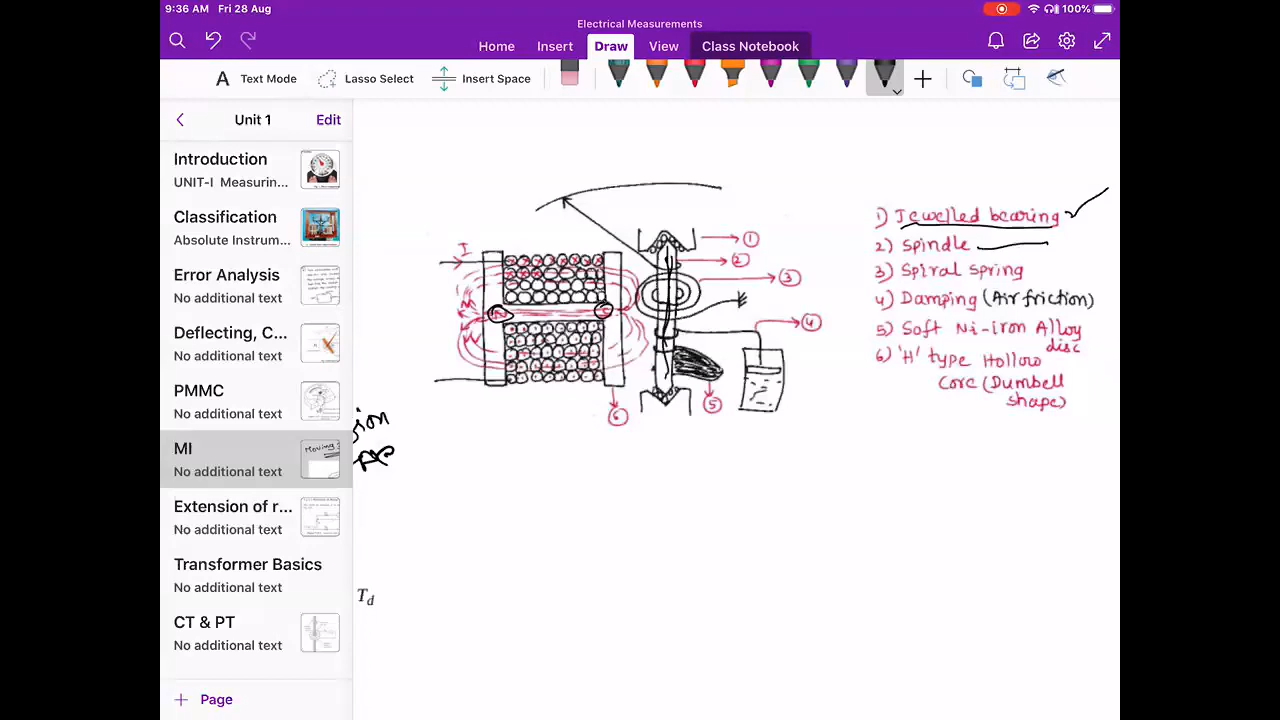 9:36 AM Fri 28 Aug
100%
Electrical Measurements
Home Insert Draw View Class Notebook
Text Mode Lasso Select Insert Space
Unit 1 Edit
Introduction
UNIT-I Measurin...
Classification
Absolute Instrum...
Error Analysis
No additional text
Deflecting, C...
No additional text
PMMC
No additional text
MI
No additional text
Extension of r...
No additional text
Transformer Basics
No additional text
CT & PT
No additional text
+ Page
I
N
S
1
2
3
4
5
6
1) Jewelled bearing
2) Spindle
3) Spiral spring
4) Damping (Air friction)
5) Soft Ni-iron Alloy
disc
6) 'H' type Hollow
Core (Dumbell
shape)
Td